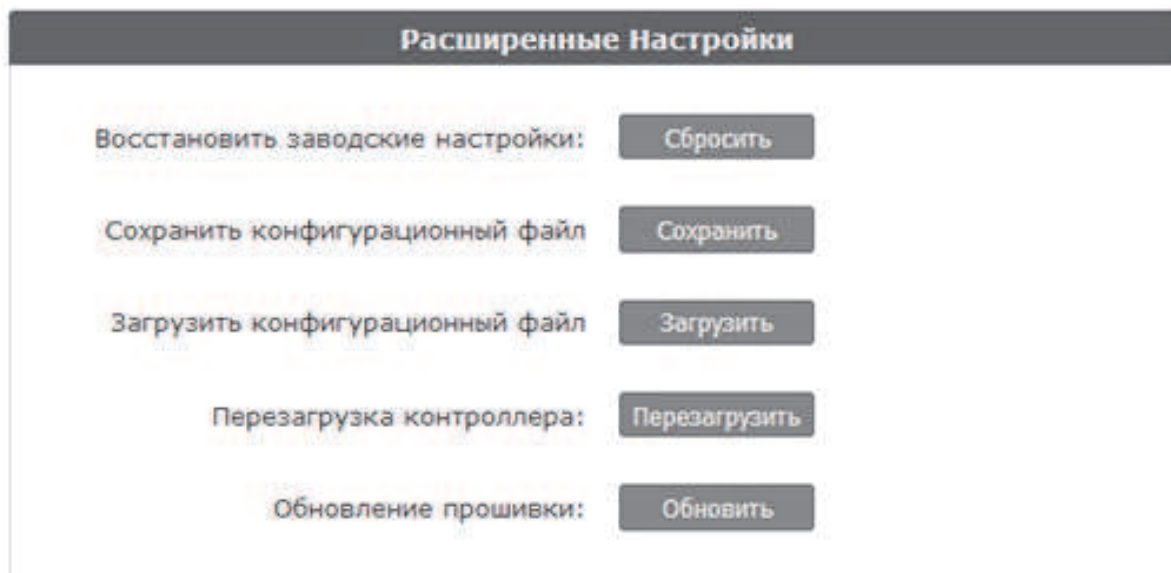 Расширенные Настройки
Восстановить заводские настройки: Сбросить
Сохранить конфигурационный файл Сохранить
Загрузить конфигурационный файл Загрузить
Перезагрузка контроллера: Перезагрузить
Обновление прошивки: Обновить